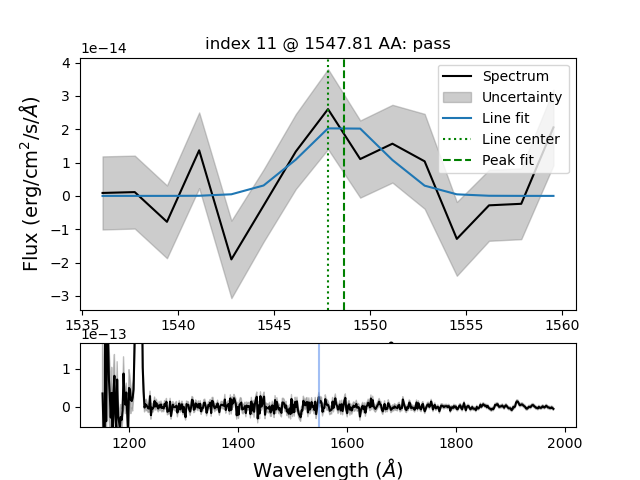 index 11 @ 1547.81 AA: pass
1e−14
4
3
2
1
0
−1
−2
−3
Flux (erg/cm²/s/Å)
Spectrum
Uncertainty
Line fit
Line center
Peak fit
1535
1540
1545
1550
1555
1560
1e−13
1
0
1200
1400
1600
1800
2000
Wavelength (Å)